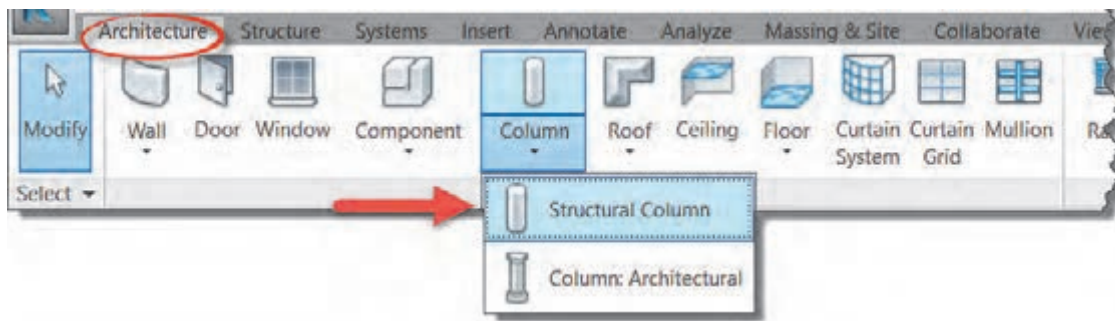 Architecture Structure Systems Insert Annotate Analyze Massing & Site Collaborate
Modify Wall Door Window Component Column Roof Ceiling Floor Curtain System Curtain Grid Mullion
Select
Structural Column
Column: Architectural